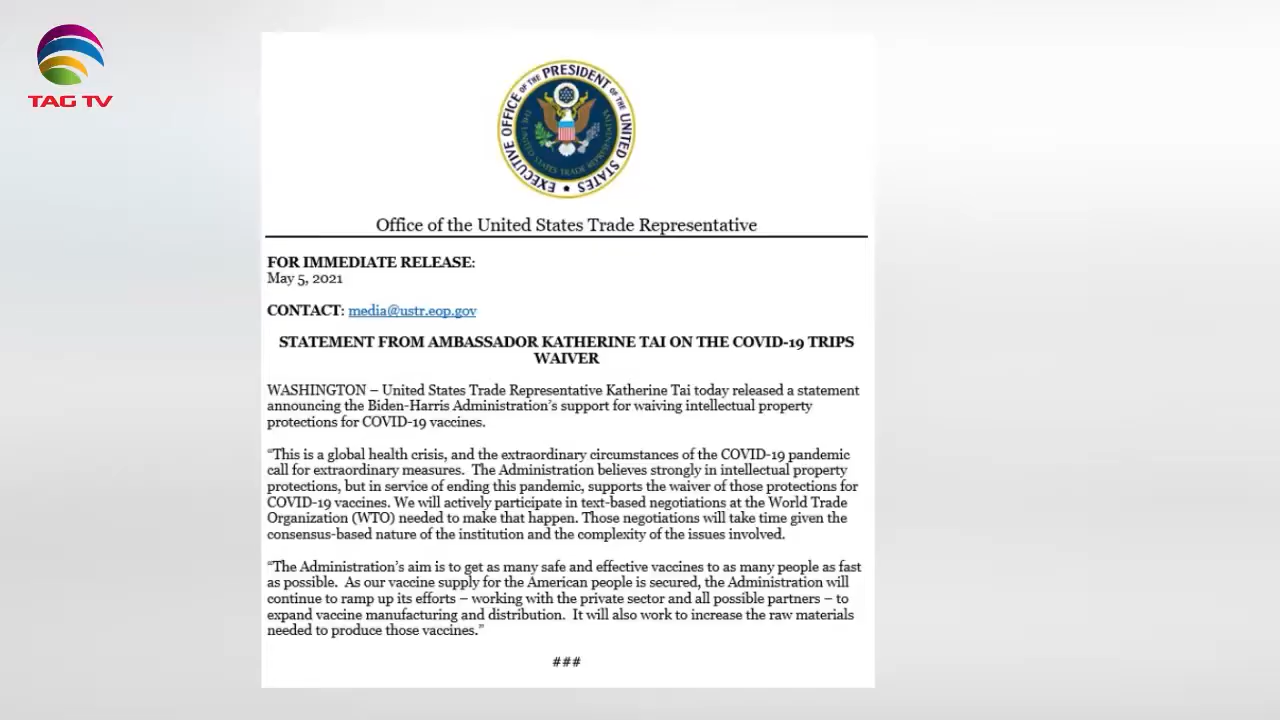 TAG TV
EXECUTIVE OFFICE OF THE PRESIDENT OF THE UNITED STATES
THE UNITED STATES TRADE REPRESENTATIVE
Office of the United States Trade Representative
FOR IMMEDIATE RELEASE:
May 5, 2021
CONTACT: media@ustr.eop.gov
STATEMENT FROM AMBASSADOR KATHERINE TAI ON THE COVID-19 TRIPS
WAIVER
WASHINGTON – United States Trade Representative Katherine Tai today released a statement
announcing the Biden-Harris Administration’s support for waiving intellectual property
protections for COVID-19 vaccines.
“This is a global health crisis, and the extraordinary circumstances of the COVID-19 pandemic
call for extraordinary measures.  The Administration believes strongly in intellectual property
protections, but in service of ending this pandemic, supports the waiver of those protections for
COVID-19 vaccines. We will actively participate in text-based negotiations at the World Trade
Organization (WTO) needed to make that happen. Those negotiations will take time given the
consensus-based nature of the institution and the complexity of the issues involved.
“The Administration’s aim is to get as many safe and effective vaccines to as many people as fast
as possible.  As our vaccine supply for the American people is secured, the Administration will
continue to ramp up its efforts – working with the private sector and all possible partners – to
expand vaccine manufacturing and distribution.  It will also work to increase the raw materials
needed to produce those vaccines.”
###